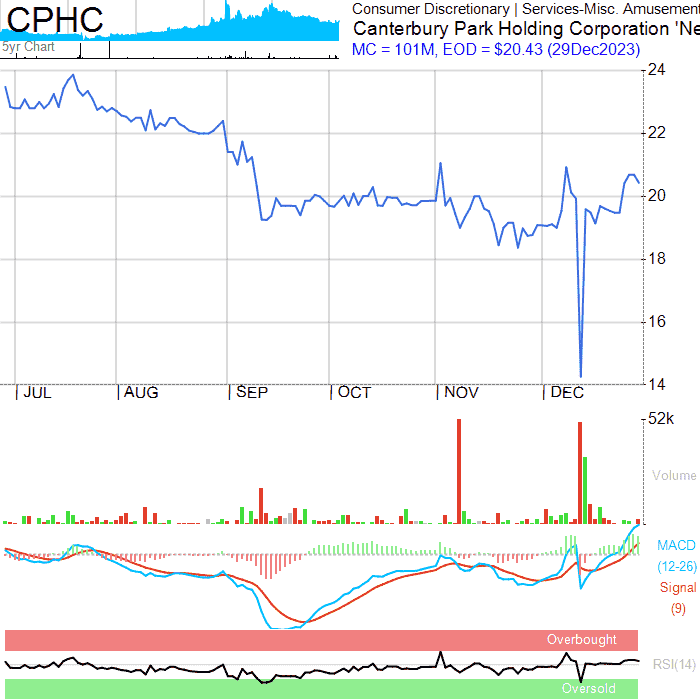 CPHC
5yr Chart
Consumer Discretionary | Services-Misc. Amusement
Canterbury Park Holding Corporation 'Ne
MC = 101M, EOD = $20.43 (29Dec2023)
24
22
20
18
16
14
JUL AUG SEP OCT NOV DEC
52k
Volume
MACD
(12-26)
Signal
(9)
Overbought
RSI(14)
Oversold